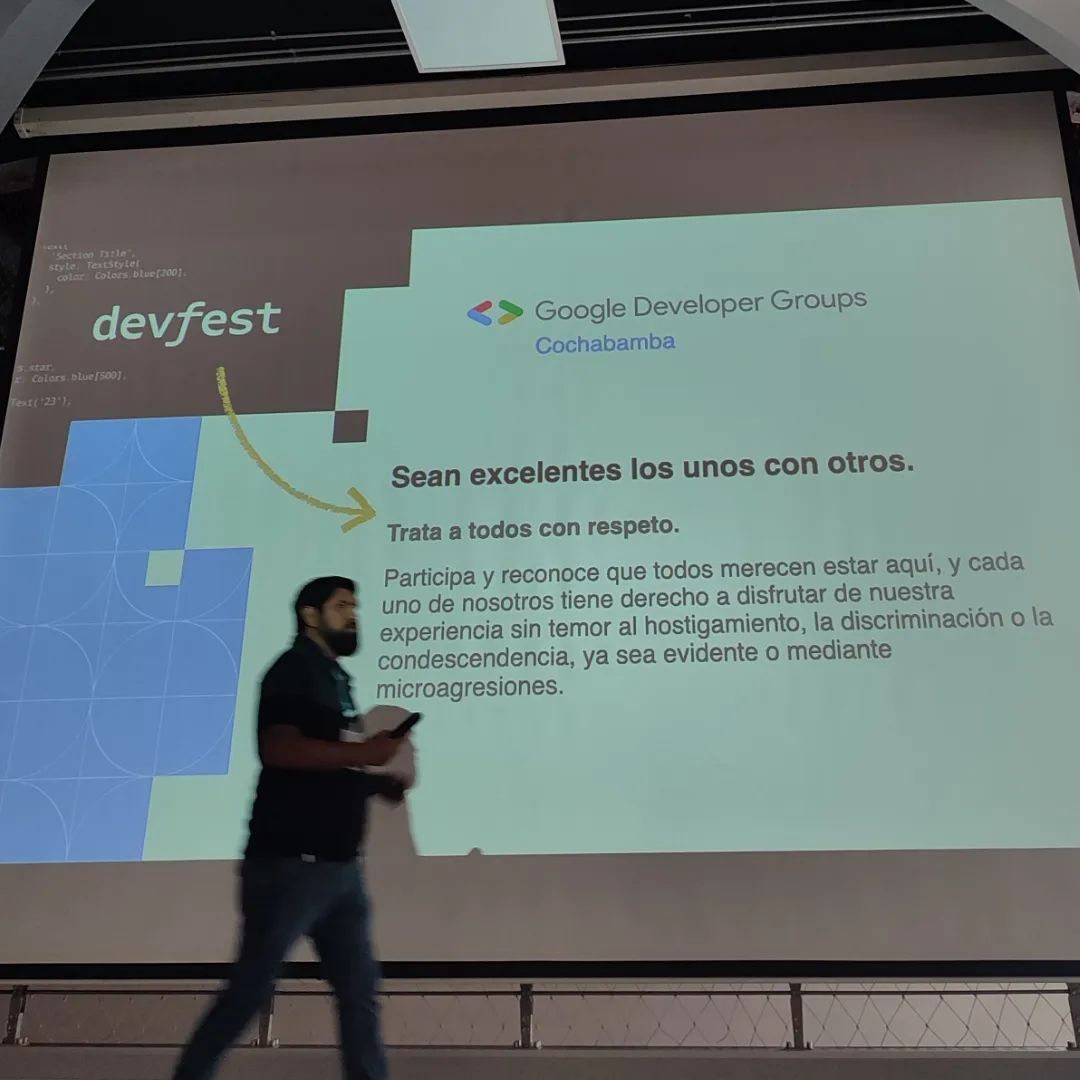 'Section Title',
style: TextStyle(
color: Colors.blue[200],
),
),
devfest
s.star,
r: Colors.blue[500],
Text('23'),
Google Developer Groups
Cochabamba
Sean excelentes los unos con otros.
Trata a todos con respeto.
Participa y reconoce que todos merecen estar aquí, y cada
uno de nosotros tiene derecho a disfrutar de nuestra
experiencia sin temor al hostigamiento, la discriminación o la
condescendencia, ya sea evidente o mediante
microagresiones.